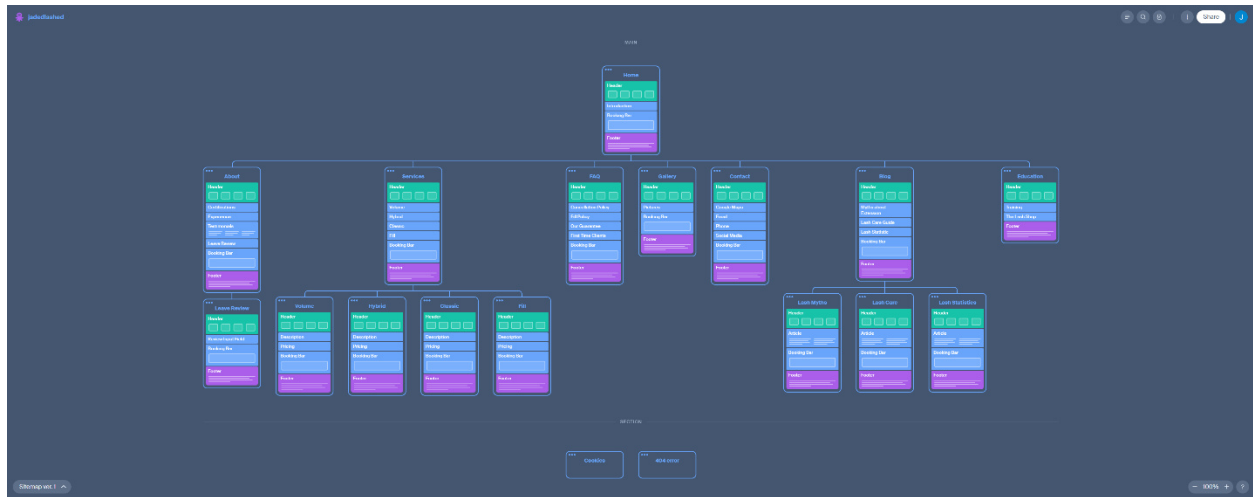 jadedlashed
Share
J
MAIN
Home
Header
Introduction
Booking Bar
Footer
About
Header
Certifications
Experience
Testimonials
Leave Review
Booking Bar
Footer
Services
Header
Volume
Hybrid
Classic
Fill
Booking Bar
Footer
FAQ
Header
Cancellation Policy
Fill Policy
Our Guarantee
First Time Clients
Booking Bar
Footer
Gallery
Header
Pictures
Booking Bar
Footer
Contact
Header
Google Maps
Email
Phone
Social Media
Booking Bar
Footer
Blog
Header
Myths about
Extensions
Lash Care Guide
Lash Statistic
Booking Bar
Footer
Education
Header
Training
The Lash Shop
Footer
Leave Review
Header
Booking Bar
Footer
Volume
Header
Description
Pricing
Booking Bar
Footer
Hybrid
Header
Description
Pricing
Booking Bar
Footer
Classic
Header
Description
Pricing
Booking Bar
Footer
Fill
Header
Description
Pricing
Booking Bar
Footer
Lash Myths
Header
Article
Booking Bar
Footer
Lash Care
Header
Article
Booking Bar
Footer
Lash Statistics
Header
Article
Booking Bar
Footer
SECTION
Cookies
404 error
Sitemap ver.1
− 100% +
?